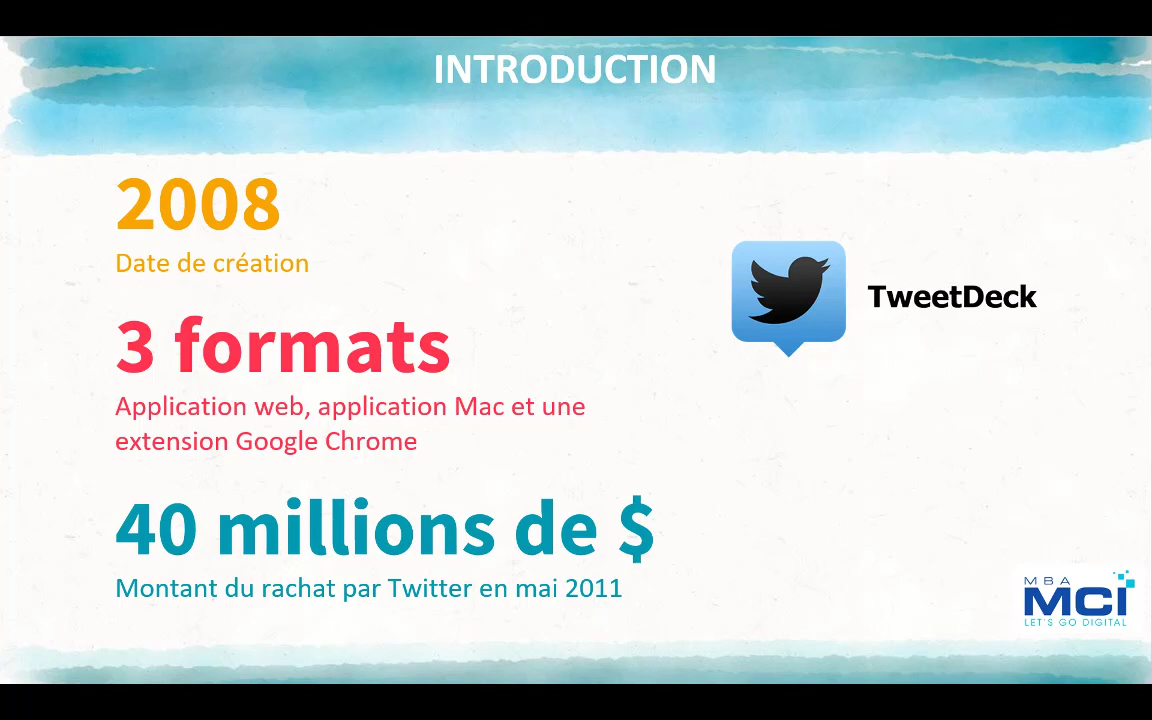 INTRODUCTION
2008
Date de création
3 formats
Application web, application Mac et une
extension Google Chrome
40 millions de $
Montant du rachat par Twitter en mai 2011
TweetDeck
MBA
MCI
LET'S GO DIGITAL